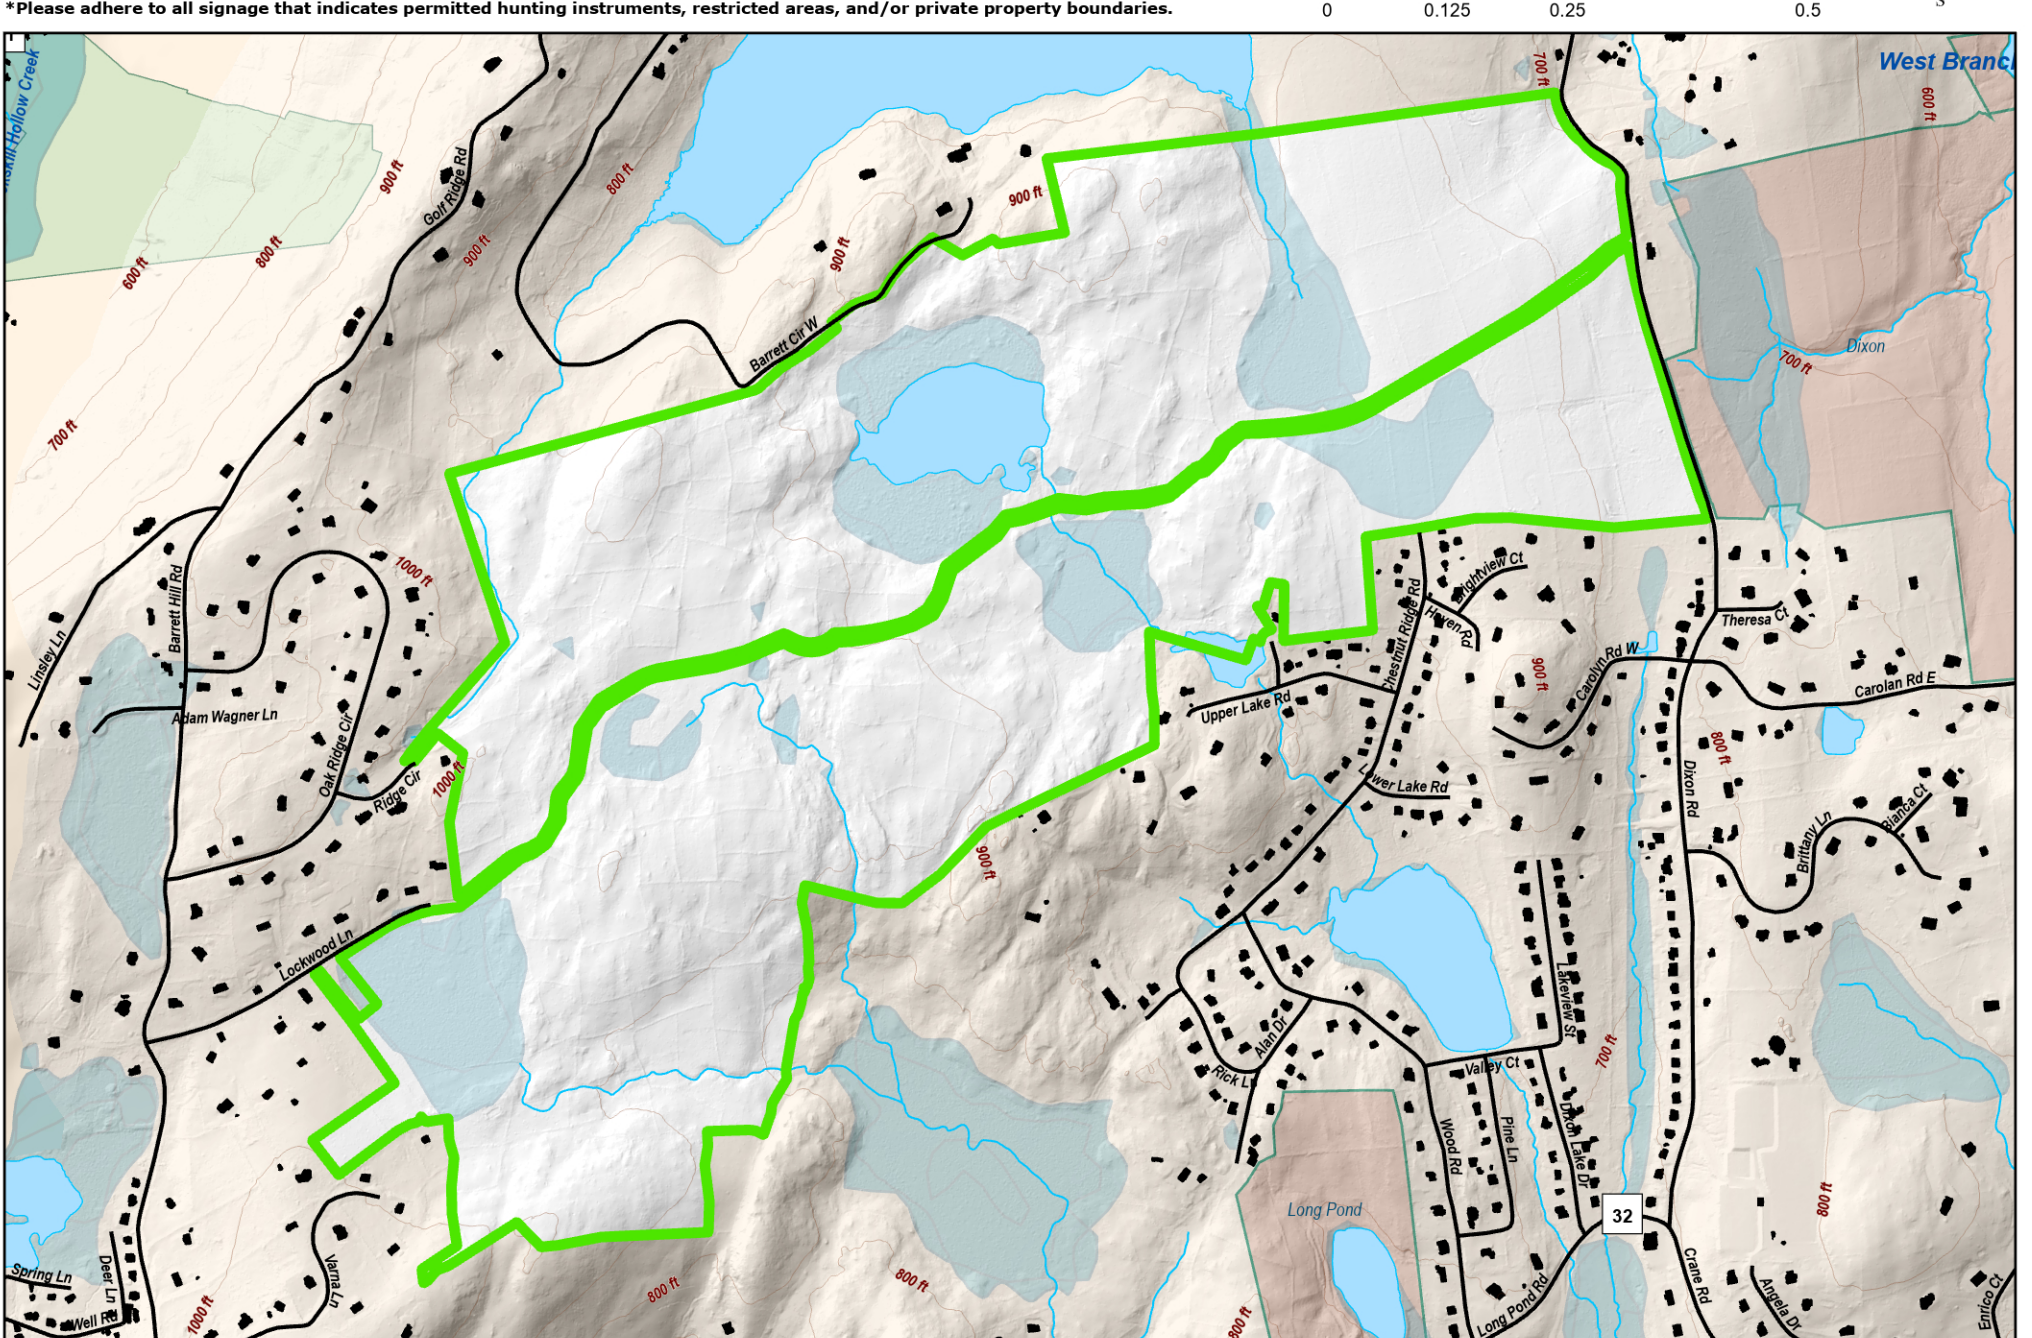 *Please adhere to all signage that indicates permitted hunting instruments, restricted areas, and/or private property boundaries.
0 0.125 0.25 0.5
S
Hollow Creek
700 ft
West Branc
600 ft
900 ft
Golf Ridge Rd
800 ft
900 ft
600 ft
800 ft
900 ft
900 ft
Barrett Cir W
Dixon
700 ft
700 ft
1000 ft
Barrett Hill Rd
Linsley Ln
Adam Wagner Ln
Oak Ridge Cir
Ridge Cir
1000 ft
Brightview Ct
Haven Rd
Chestnut Ridge Rd
Theresa Ct
Carolyn Rd W
900 ft
Carolan Rd E
Upper Lake Rd
800 ft
Lower Lake Rd
Dixon Rd
Bianca Ct
Brittany Ln
900 ft
Lockwood Ln
Lakeview St
Alan Dr
700 ft
Valley Ct
Rick Ln
Wood Rd
Pine Ln
Dixon Lake Dr
Long Pond
32
800 ft
Spring Ln
Deer Ln
Varna Ln
Well Rd
1000 ft
800 ft
800 ft
800 ft
Long Pond Rd
Crane Rd
Angela Dr
Enrico Ct